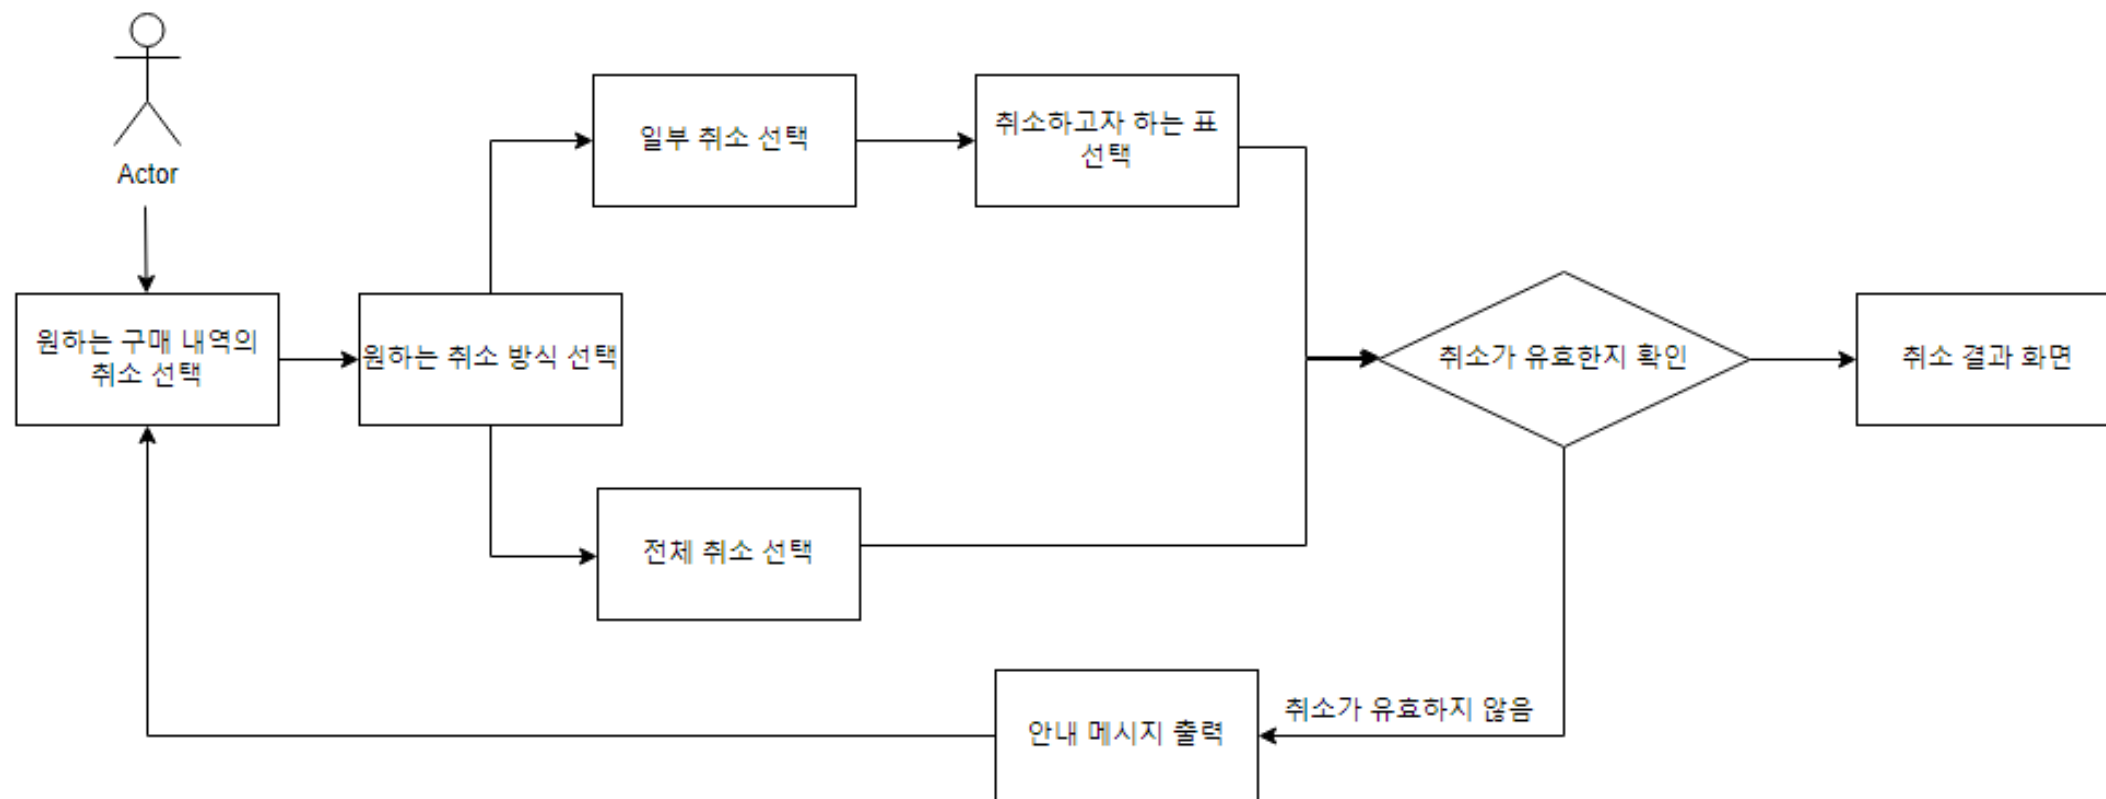 Actor
원하는 구매 내역의
취소 선택
원하는 취소 방식 선택
일부 취소 선택
취소하고자 하는 표
선택
전체 취소 선택
취소가 유효한지 확인
취소 결과 화면
취소가 유효하지 않음
안내 메시지 출력